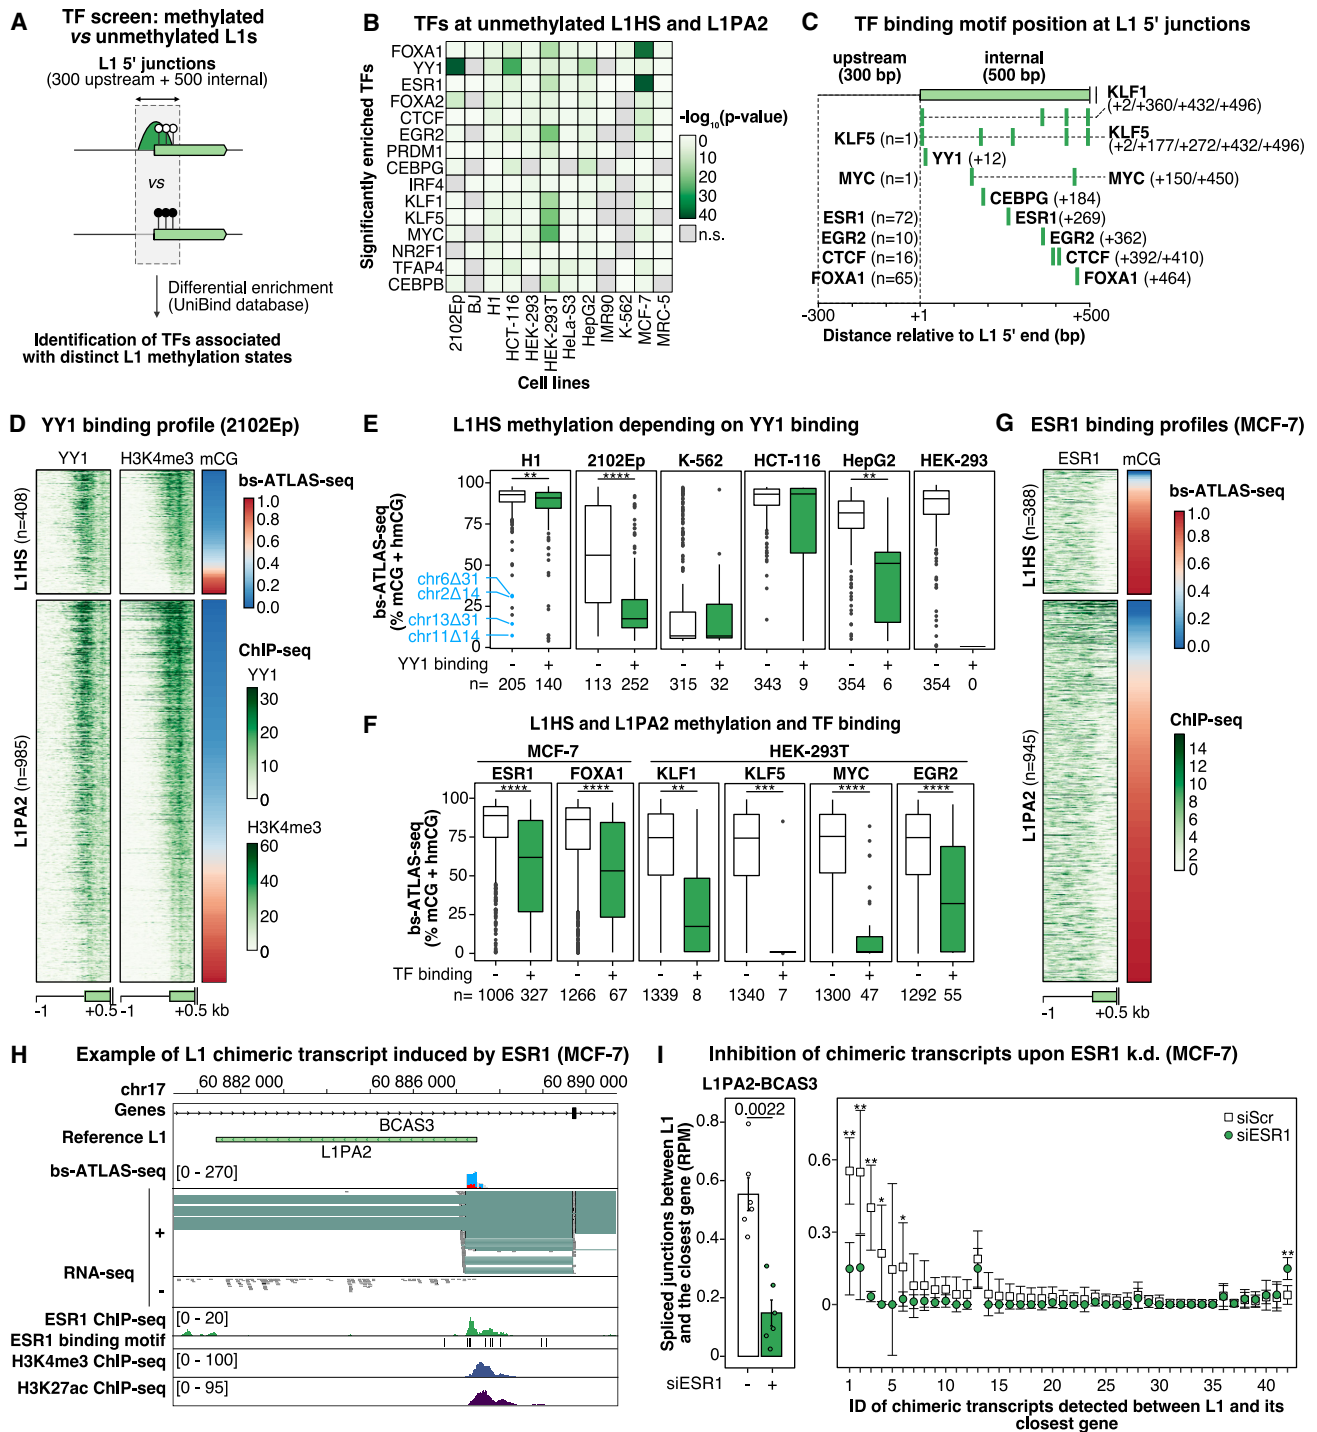 A
TF screen: methylated
vs unmethylated L1s
L1 5' junctions
(300 upstream + 500 internal)
vs
Differential enrichment
(UniBind database)
Identification of TFs associated
with distinct L1 methylation states
B
TFs at unmethylated L1HS and L1PA2
Significantly enriched TFs
FOXA1
YY1
ESR1
FOXA2
CTCF
EGR2
PRDM1
CEBPG
IRF4
KLF1
KLF5
MYC
NR2F1
TFAP4
CEBPB
2102Ep
BJ
H1
HCT-116
HEK-293
HEK-293T
HeLa-S3
HepG2
IMR90
K-562
MCF-7
MRC-5
Cell lines
-log10(p-value)
0
10
20
30
40
n.s.
C
TF binding motif position at L1 5' junctions
upstream
(300 bp)
internal
(500 bp)
KLF1
(+2/+360/+432/+496)
KLF5 (n=1)
KLF5
(+2/+177/+272/+432/+496)
YY1 (+12)
MYC (n=1)
MYC (+150/+450)
CEBPG (+184)
ESR1 (n=72)
ESR1(+269)
EGR2 (n=10)
EGR2 (+362)
CTCF (n=16)
CTCF (+392/+410)
FOXA1 (n=65)
FOXA1 (+464)
-300
+1
+500
Distance relative to L1 5' end (bp)
D
YY1 binding profile (2102Ep)
YY1
H3K4me3
mCG
L1HS (n=408)
L1PA2 (n=985)
bs-ATLAS-seq
1.0
0.8
0.6
0.4
0.2
0.0
ChIP-seq
YY1
30
20
10
0
H3K4me3
60
40
20
0
-1
+0.5
-1
+0.5 kb
E
L1HS methylation depending on YY1 binding
H1
2102Ep
K-562
HCT-116
HepG2
HEK-293
**
****
**
bs-ATLAS-seq
(% mCG + hmCG)
100
75
50
25
0
chr6Δ31
chr2Δ14
chr13Δ31
chr11Δ14
YY1 binding
- + - + - + - + - + - +
n= 205 140 113 252 315 32 343 9 354 6 354 0
F
L1HS and L1PA2 methylation and TF binding
MCF-7
HEK-293T
ESR1
FOXA1
KLF1
KLF5
MYC
EGR2
****
****
**
***
****
****
bs-ATLAS-seq
(% mCG + hmCG)
100
75
50
25
0
TF binding
- + - + - + - + - + - +
n= 1006 327 1266 67 1339 8 1340 7 1300 47 1292 55
G
ESR1 binding profiles (MCF-7)
ESR1
mCG
L1HS (n=388)
L1PA2 (n=945)
bs-ATLAS-seq
1.0
0.8
0.6
0.4
0.2
0.0
ChIP-seq
14
12
10
8
6
4
2
0
-1
+0.5 kb
H
Example of L1 chimeric transcript induced by ESR1 (MCF-7)
chr17
60 882 000
60 886 000
60 890 000
Genes
BCAS3
Reference L1
L1PA2
bs-ATLAS-seq
[0 - 270]
RNA-seq
+
-
ESR1 ChIP-seq
[0 - 20]
ESR1 binding motif
H3K4me3 ChIP-seq
[0 - 100]
H3K27ac ChIP-seq
[0 - 95]
I
Inhibition of chimeric transcripts upon ESR1 k.d. (MCF-7)
L1PA2-BCAS3
0.0022
Spliced junctions between L1
and the closest gene (RPM)
0.8
0.6
0.4
0.2
0
siESR1
- +
siScr
siESR1
0.6
0.3
0
**
**
**
*
*
**
1 5 10 15 20 25 30 35 40
ID of chimeric transcripts detected between L1 and its
closest gene